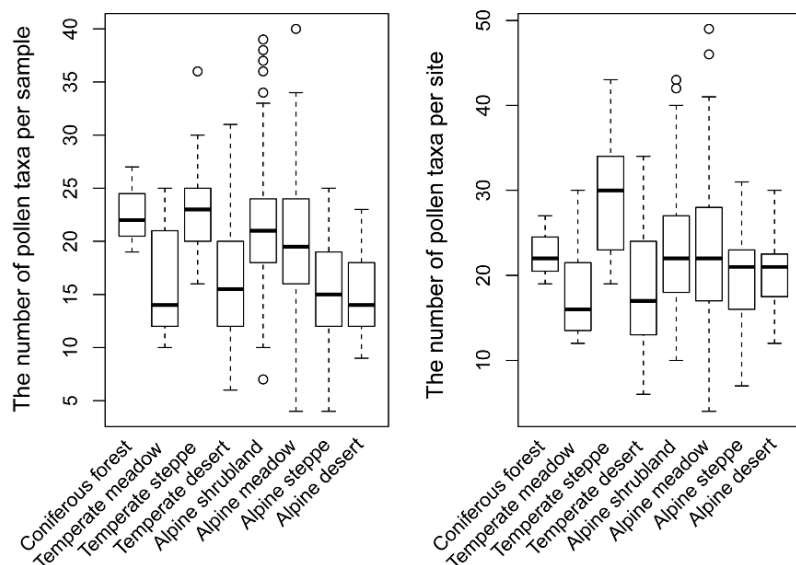 The number of pollen taxa per sample
40
35
30
25
20
15
10
5
Coniferous forest
Temperate meadow
Temperate steppe
Temperate desert
Alpine shrubland
Alpine meadow
Alpine steppe
Alpine desert
The number of pollen taxa per site
50
40
30
20
10
Coniferous forest
Temperate meadow
Temperate steppe
Temperate desert
Alpine shrubland
Alpine meadow
Alpine steppe
Alpine desert